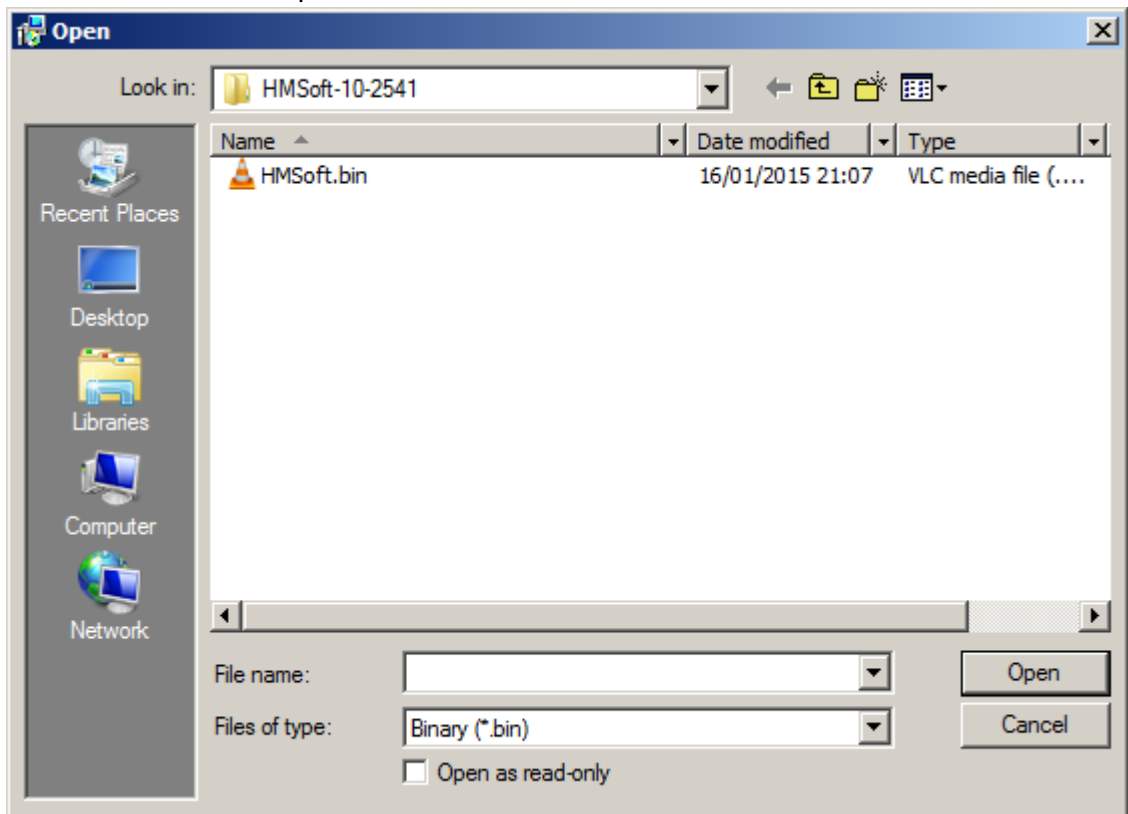 Open
Look in: HMSoft-10-2541
Name Date modified Type
HMSoft.bin 16/01/2015 21:07 VLC media file (....
Recent Places
Desktop
Libraries
Computer
Network
File name: Open
Files of type: Binary (*.bin) Cancel
Open as read-only